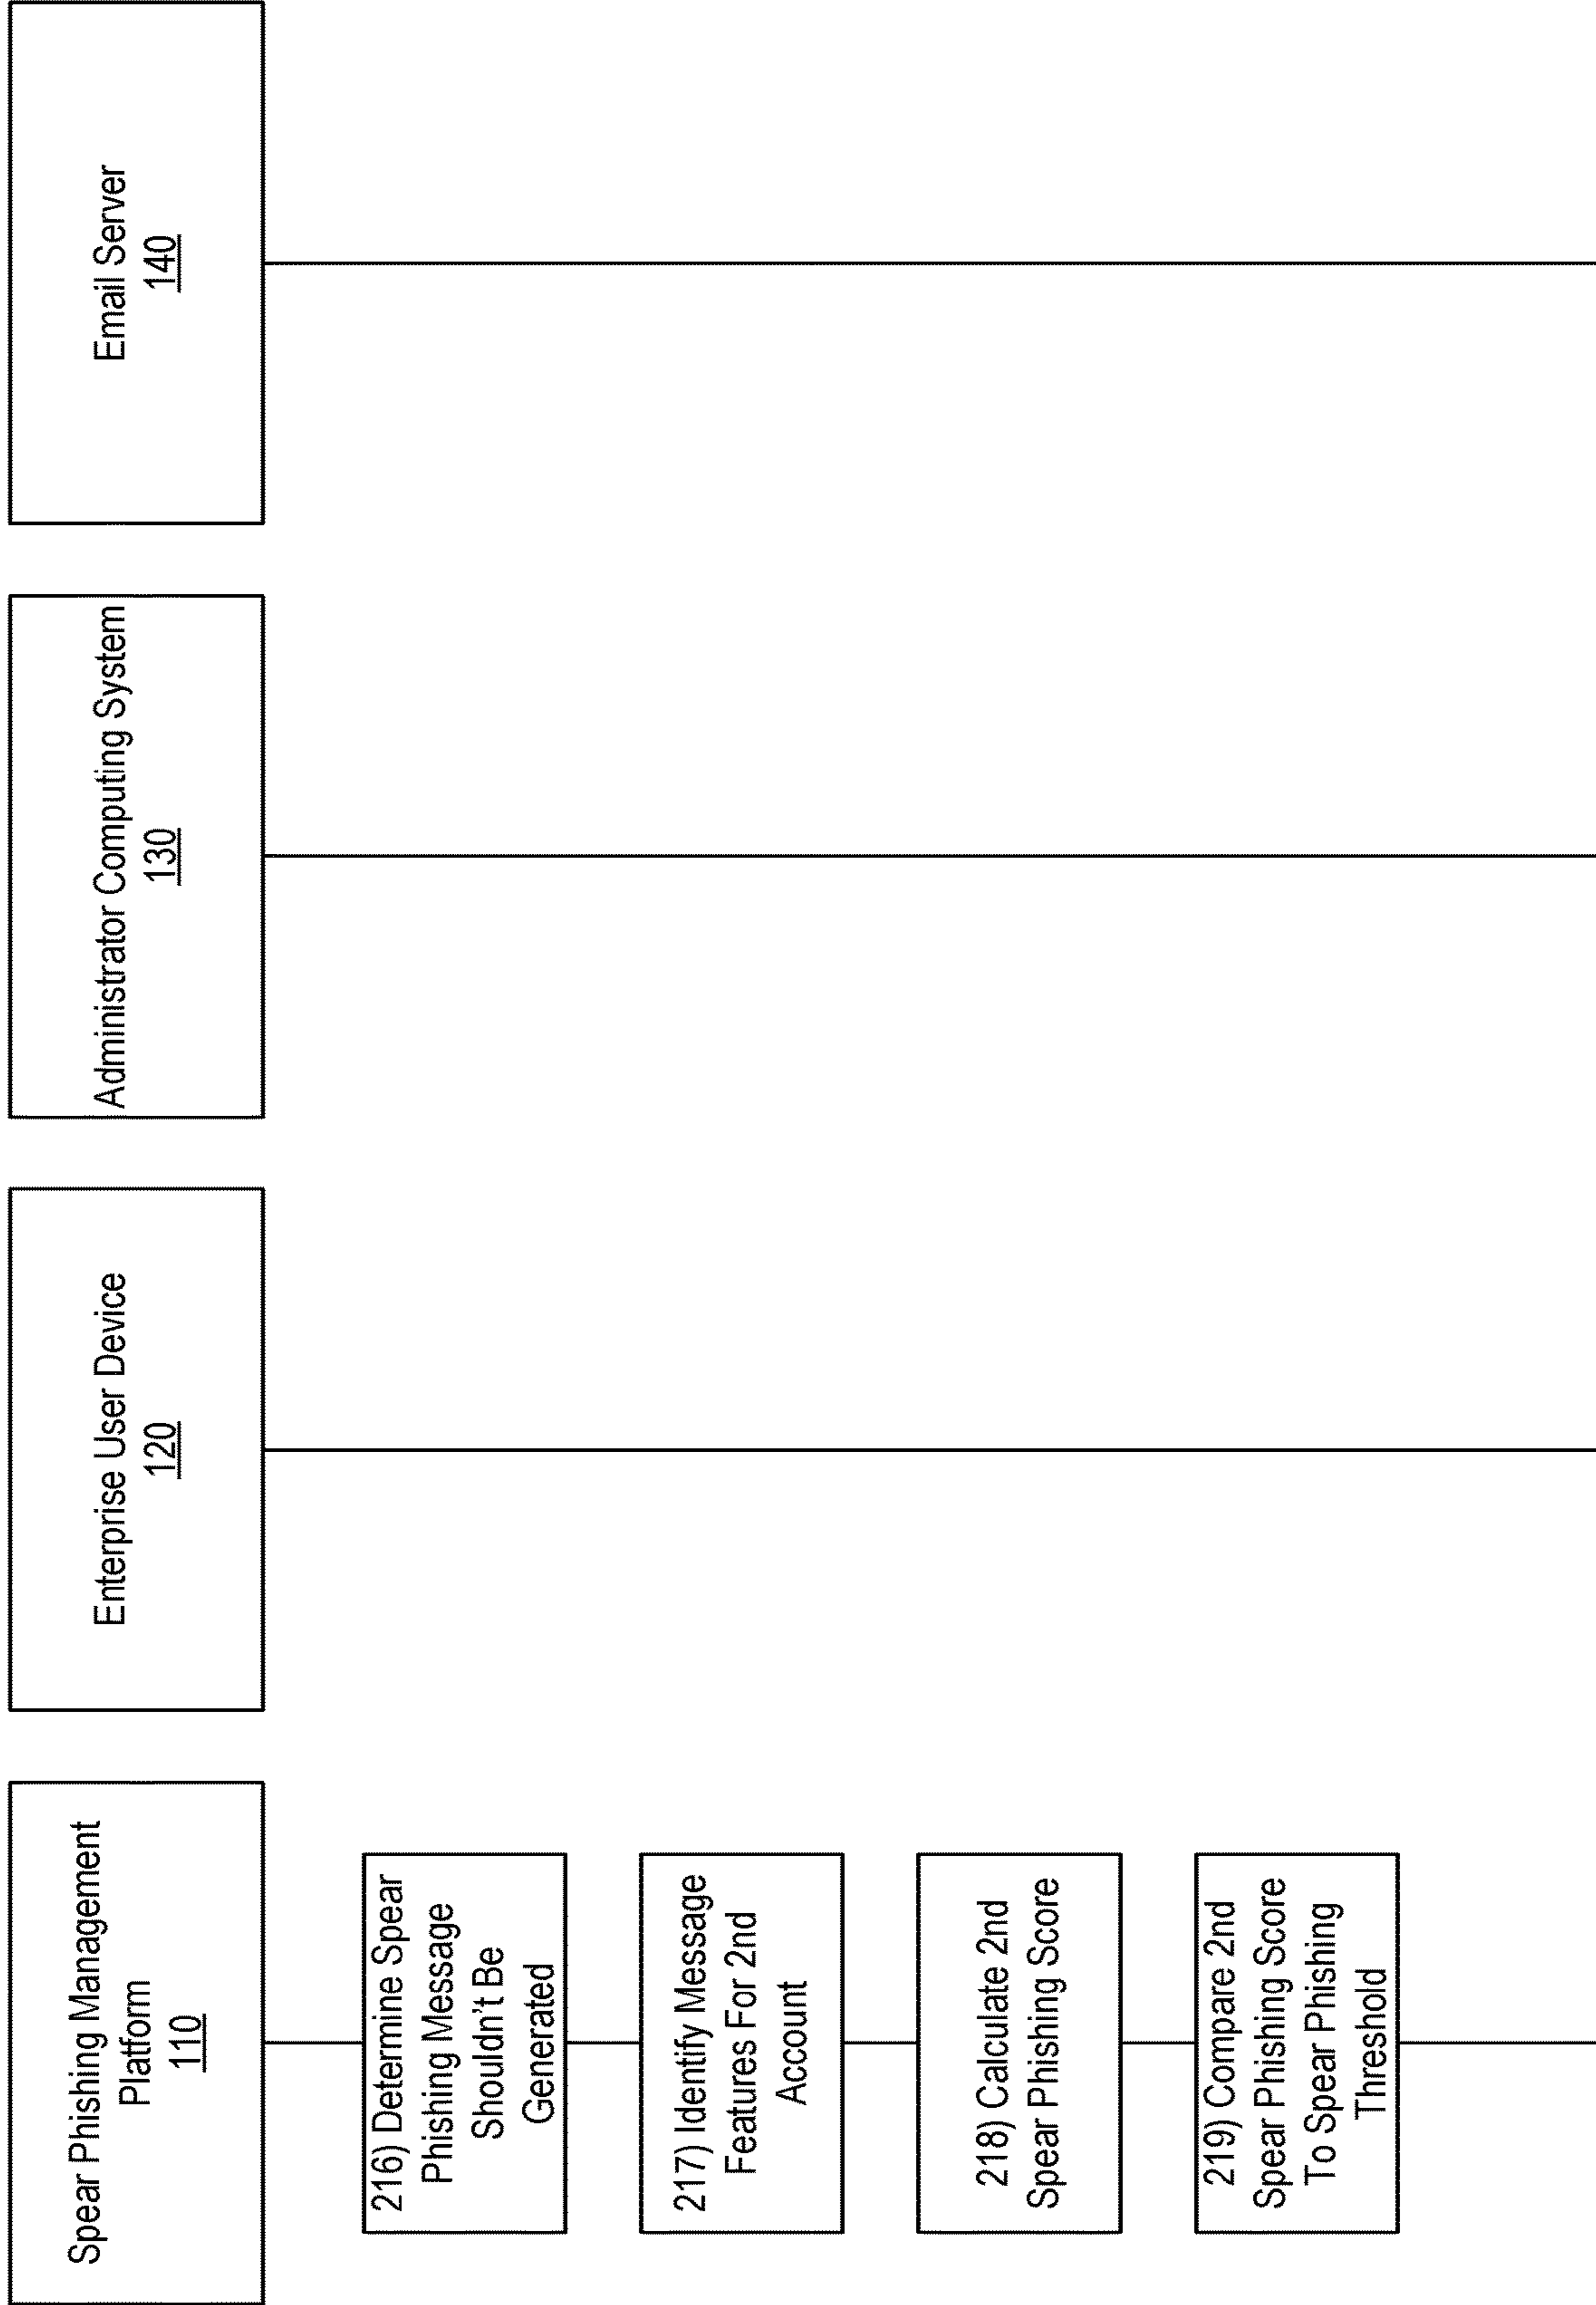 Spear Phishing Management
Platform
110
Enterprise User Device
120
Administrator Computing System
130
Email Server
140
216) Determine Spear
Phishing Message
Shouldn't Be
Generated
217) Identify Message
Features For 2nd
Account
218) Calculate 2nd
Spear Phishing Score
219) Compare 2nd
Spear Phishing Score
To Spear Phishing
Threshold